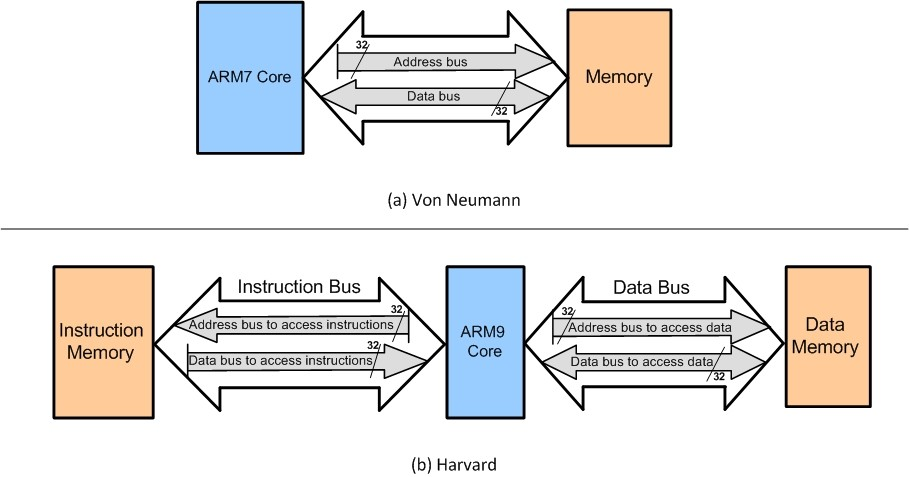 32
Address bus
ARM7 Core
Memory
Data bus
32
(a) Von Neumann
Instruction Bus
Data Bus
32
32
Address bus to access instructions
Address bus to access data
Instruction
Memory
ARM9
Core
Data
Memory
32
Data bus to access instructions
Data bus to access data
32
(b) Harvard